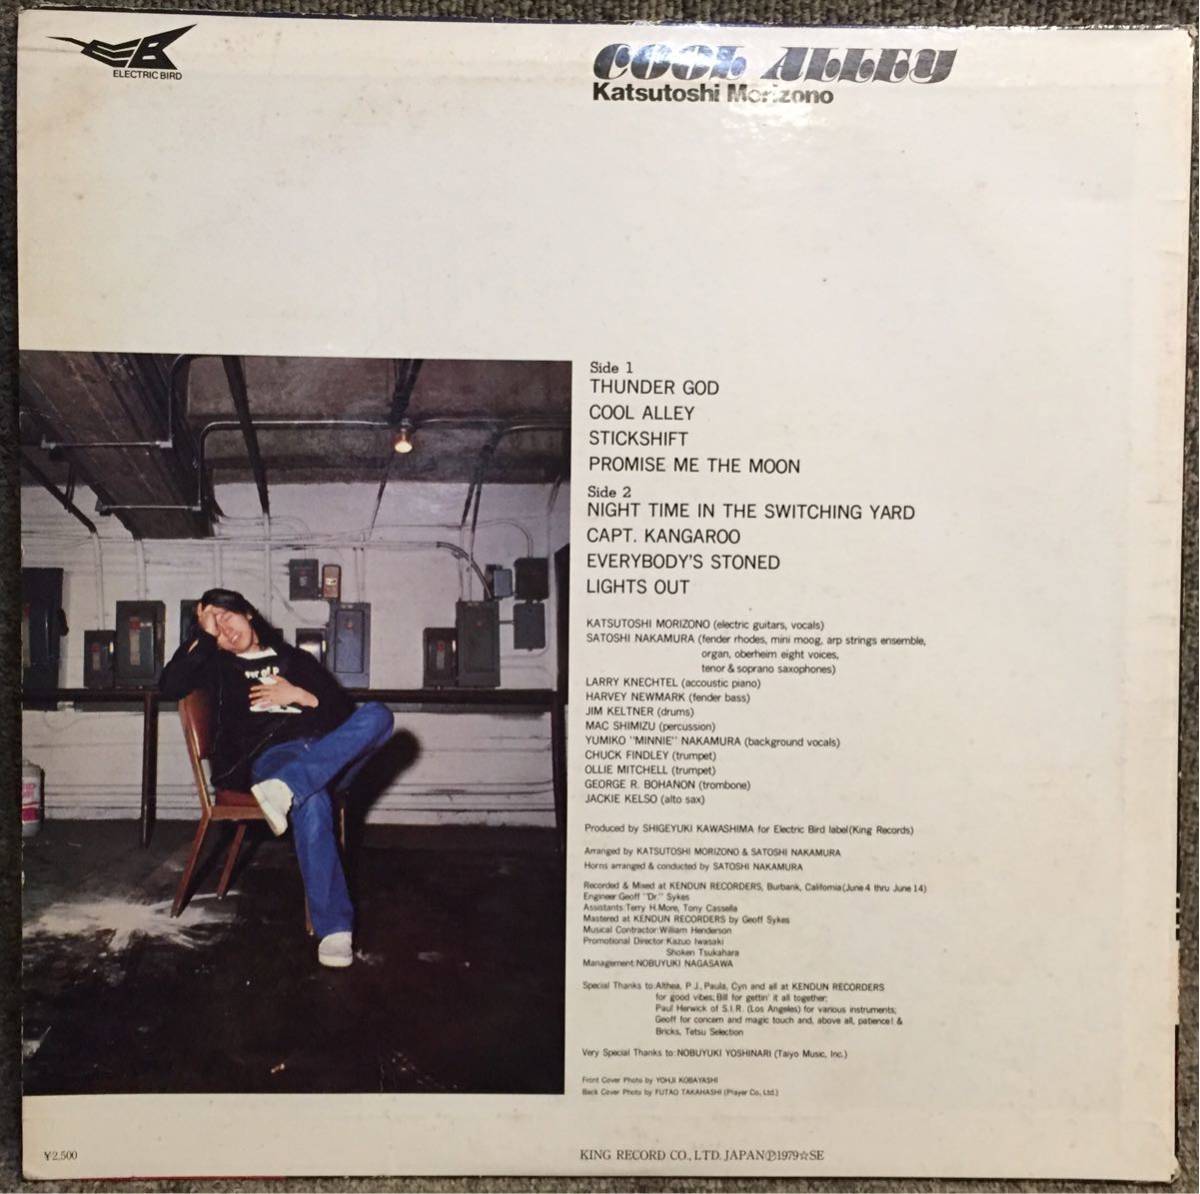 ELECTRIC BIRD
COOL ALLEY
Katsutoshi Morizono
Side 1
THUNDER GOD
COOL ALLEY
STICKSHIFT
PROMISE ME THE MOON
Side 2
NIGHT TIME IN THE SWITCHING YARD
CAPT. KANGAROO
EVERYBODY'S STONED
LIGHTS OUT
KATSUTOSHI MORIZONO (electric guitars, vocals)
SATOSHI NAKAMURA (fender rhodes, mini moog, arp strings ensemble,
organ, oberheim eight voices,
tenor & soprano saxophones)
LARRY KNECHTEL (accoustic piano)
HARVEY NEWMARK (fender bass)
JIM KELTNER (drums)
MAC SHIMIZU (percussion)
YUMIKO "MINNIE" NAKAMURA (background vocals)
CHUCK FINDLEY (trumpet)
OLLIE MITCHELL (trumpet)
GEORGE R. BOHANON (trombone)
JACKIE KELSO (alto sax)
Produced by SHIGEYUKI KAWASHIMA for Electric Bird label (King Records)
Arranged by KATSUTOSHI MORIZONO & SATOSHI NAKAMURA
Horns arranged & conducted by SATOSHI NAKAMURA
Recorded & Mixed at KENDUN RECORDERS, Burbank, California (June 4 thru June 14)
Engineer: Geoff "Dr." Sykes
Assistants: Terry H. More, Tony Cassella
Mastered at KENDUN RECORDERS by Geoff Sykes
Musical Contractor: William Henderson
Promotional Director: Kazuo Iwasaki
Shoken Tsukahara
Management: NOBUYUKI NAGASAWA
Special Thanks to: Althea, P.J., Paula, Cyn and all at KENDUN RECORDERS
for good vibes; Bill for gettin' it all together;
Paul Herwick of S.I.R. (Los Angeles) for various instruments;
Geoff for concern and magic touch and, above all, patience! &
Bricks, Tetsu Selection
Very Special Thanks to: NOBUYUKI YOSHINARI (Taiyo Music, Inc.)
Front Cover Photo by YOHJI KOBAYASHI
Back Cover Photo by FUTAO TAKAHASHI (Player Co., Ltd.)
¥2,500
KING RECORD CO., LTD. JAPAN Ⓟ1979☆SE